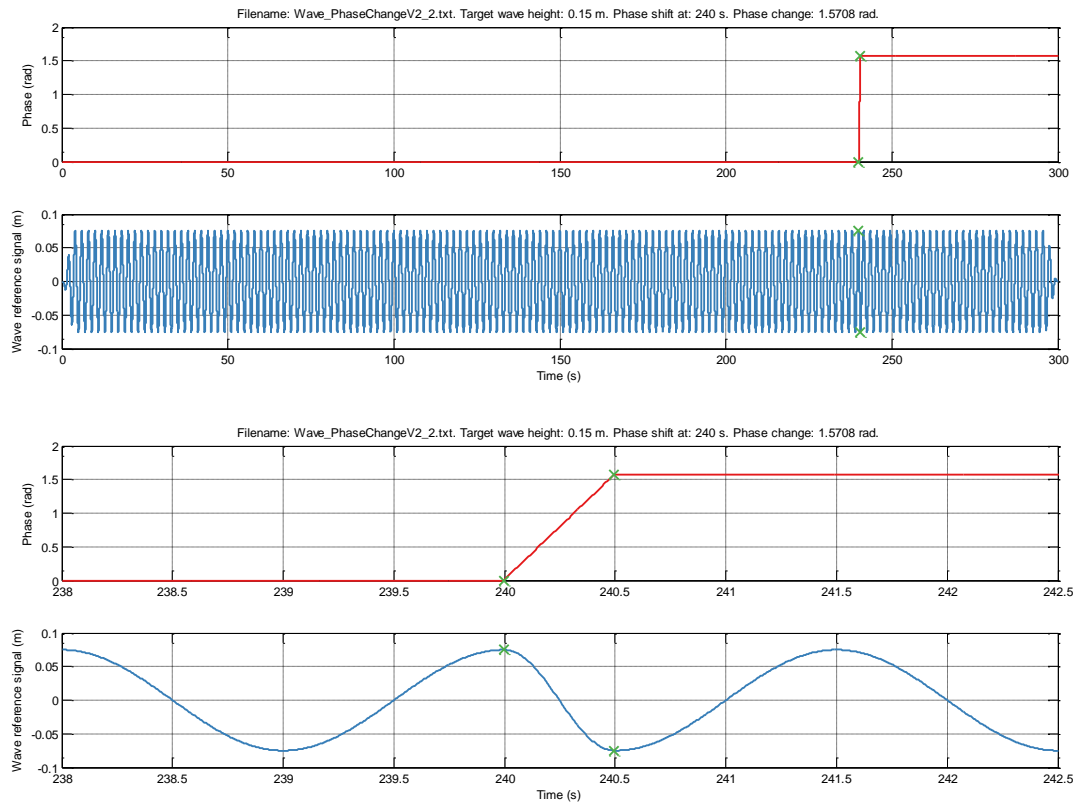 Filename: Wave_PhaseChangeV2_2.txt. Target wave height: 0.15 m. Phase shift at: 240 s. Phase change: 1.5708 rad.
2
1.5
1
0.5
0
Phase (rad)
0 50 100 150 200 250 300
0.1
0.05
0
-0.05
-0.1
Wave reference signal (m)
0 50 100 150 200 250 300
Time (s)
Filename: Wave_PhaseChangeV2_2.txt. Target wave height: 0.15 m. Phase shift at: 240 s. Phase change: 1.5708 rad.
2
1.5
1
0.5
0
Phase (rad)
238 238.5 239 239.5 240 240.5 241 241.5 242 242.5
0.1
0.05
0
-0.05
-0.1
Wave reference signal (m)
238 238.5 239 239.5 240 240.5 241 241.5 242 242.5
Time (s)